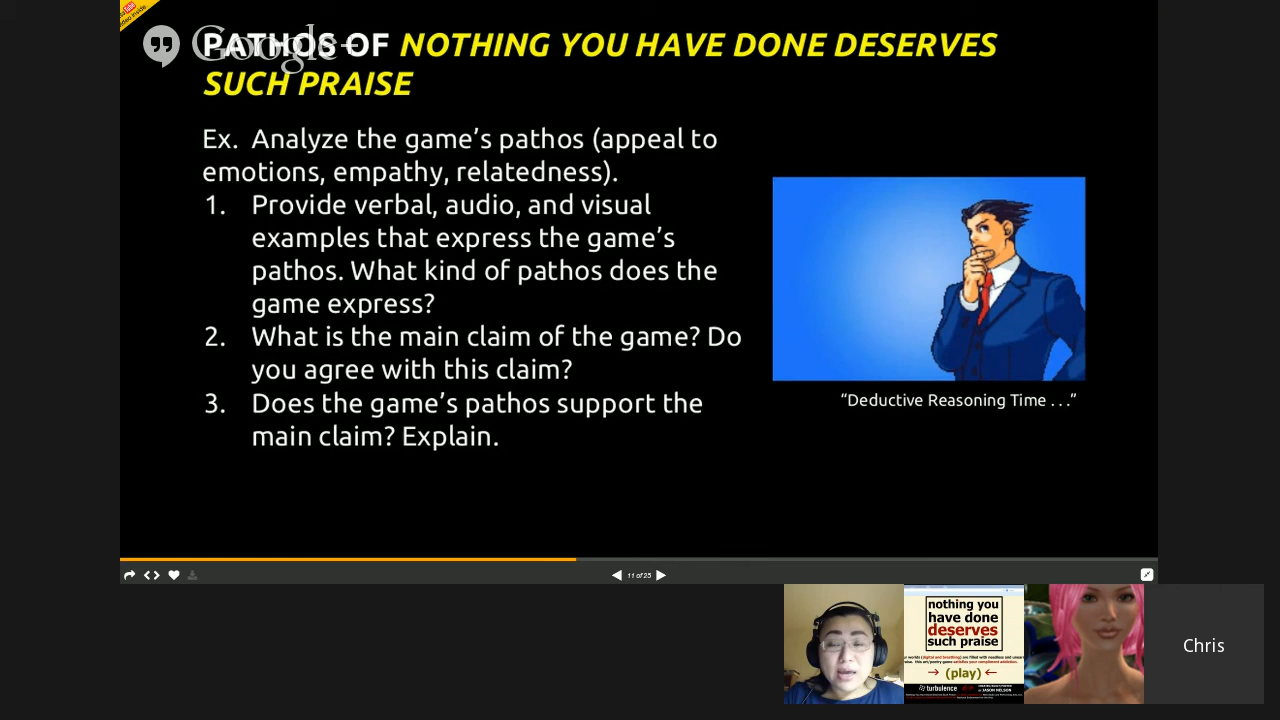 Google+
PATHOS OF NOTHING YOU HAVE DONE DESERVES
SUCH PRAISE
Ex. Analyze the game's pathos (appeal to
emotions, empathy, relatedness).
1. Provide verbal, audio, and visual
examples that express the game's
pathos. What kind of pathos does the
game express?
2. What is the main claim of the game? Do
you agree with this claim?
3. Does the game's pathos support the
main claim? Explain.
“Deductive Reasoning Time . . .”
11 of 25
nothing you
have done
deserves
such praise
(play)
turbulence
JASON NELSON
Chris